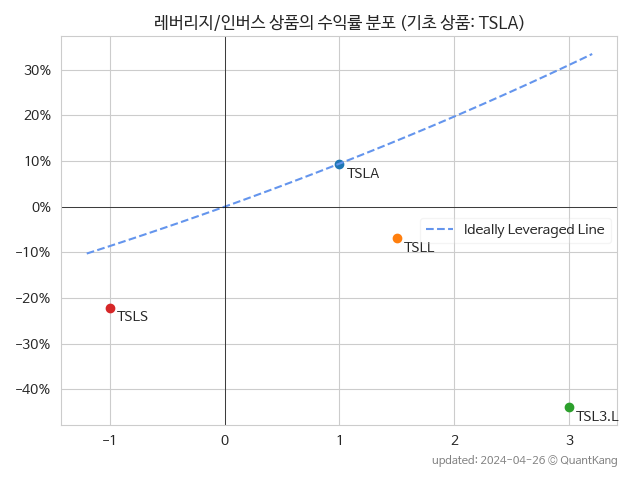 레버리지/인버스 상품의 수익률 분포 (기초 상품: TSLA)
30%
20%
10%
0%
−10%
−20%
−30%
−40%
TSLA
Ideally Leveraged Line
TSLL
TSLS
TSL3.L
−1
0
1
2
3
updated: 2024-04-26 © QuantKang